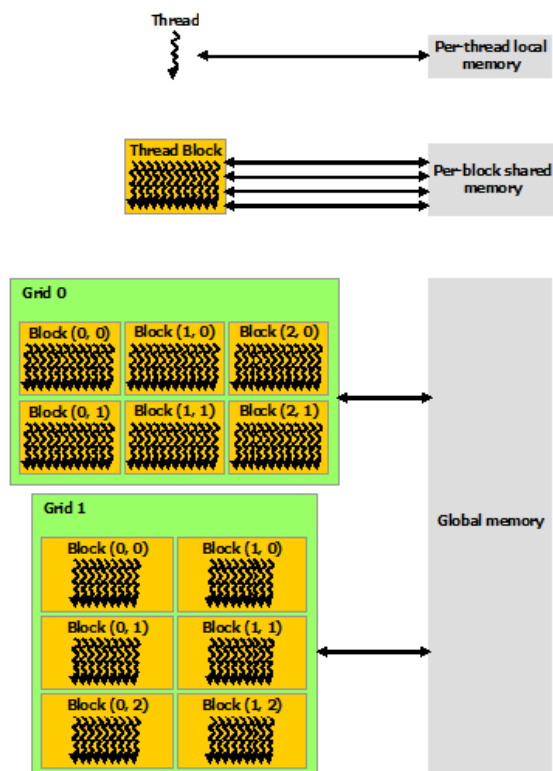 Thread
Per-thread local
memory
Thread Block
Per-block shared
memory
Grid 0
Block (0, 0)
Block (1, 0)
Block (2, 0)
Block (0, 1)
Block (1, 1)
Block (2, 1)
Grid 1
Global memory
Block (0, 0)
Block (1, 0)
Block (0, 1)
Block (1, 1)
Block (0, 2)
Block (1, 2)